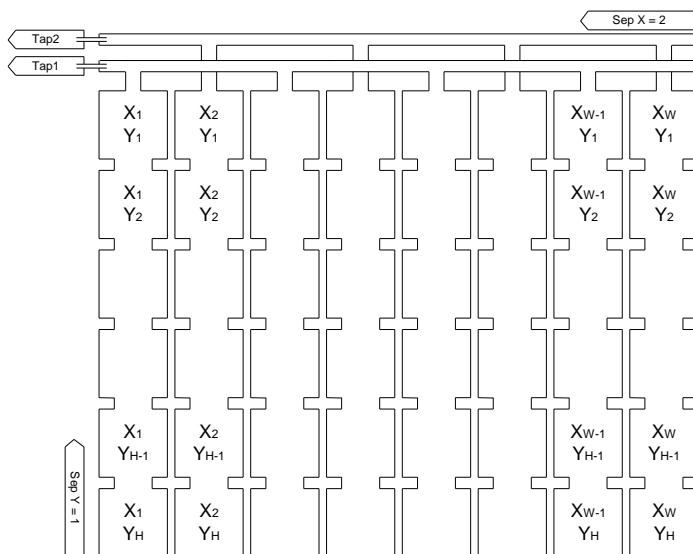 Sep X = 2
Tap2
Tap1
X1 X2 XW-1 XW
Y1 Y1 Y1 Y1
X1 X2 XW-1 XW
Y2 Y2 Y2 Y2
X1 X2 XW-1 XW
YH-1 YH-1 YH-1 YH-1
Sep Y = 1
X1 X2 XW-1 XW
YH YH YH YH